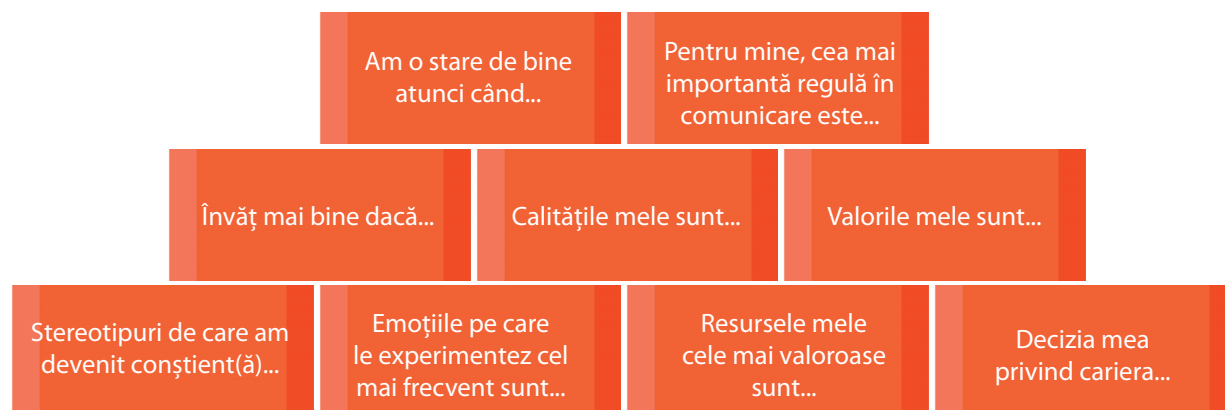 Am o stare de bine
atunci când...
Pentru mine, cea mai
importantă regulă în
comunicare este...
Învăț mai bine dacă...
Calitățile mele sunt...
Valorile mele sunt...
Stereotipuri de care am
devenit conștient(ă)...
Emoțiile pe care
le experimentez cel
mai frecvent sunt...
Resursele mele
cele mai valoroase
sunt...
Decizia mea
privind cariera...